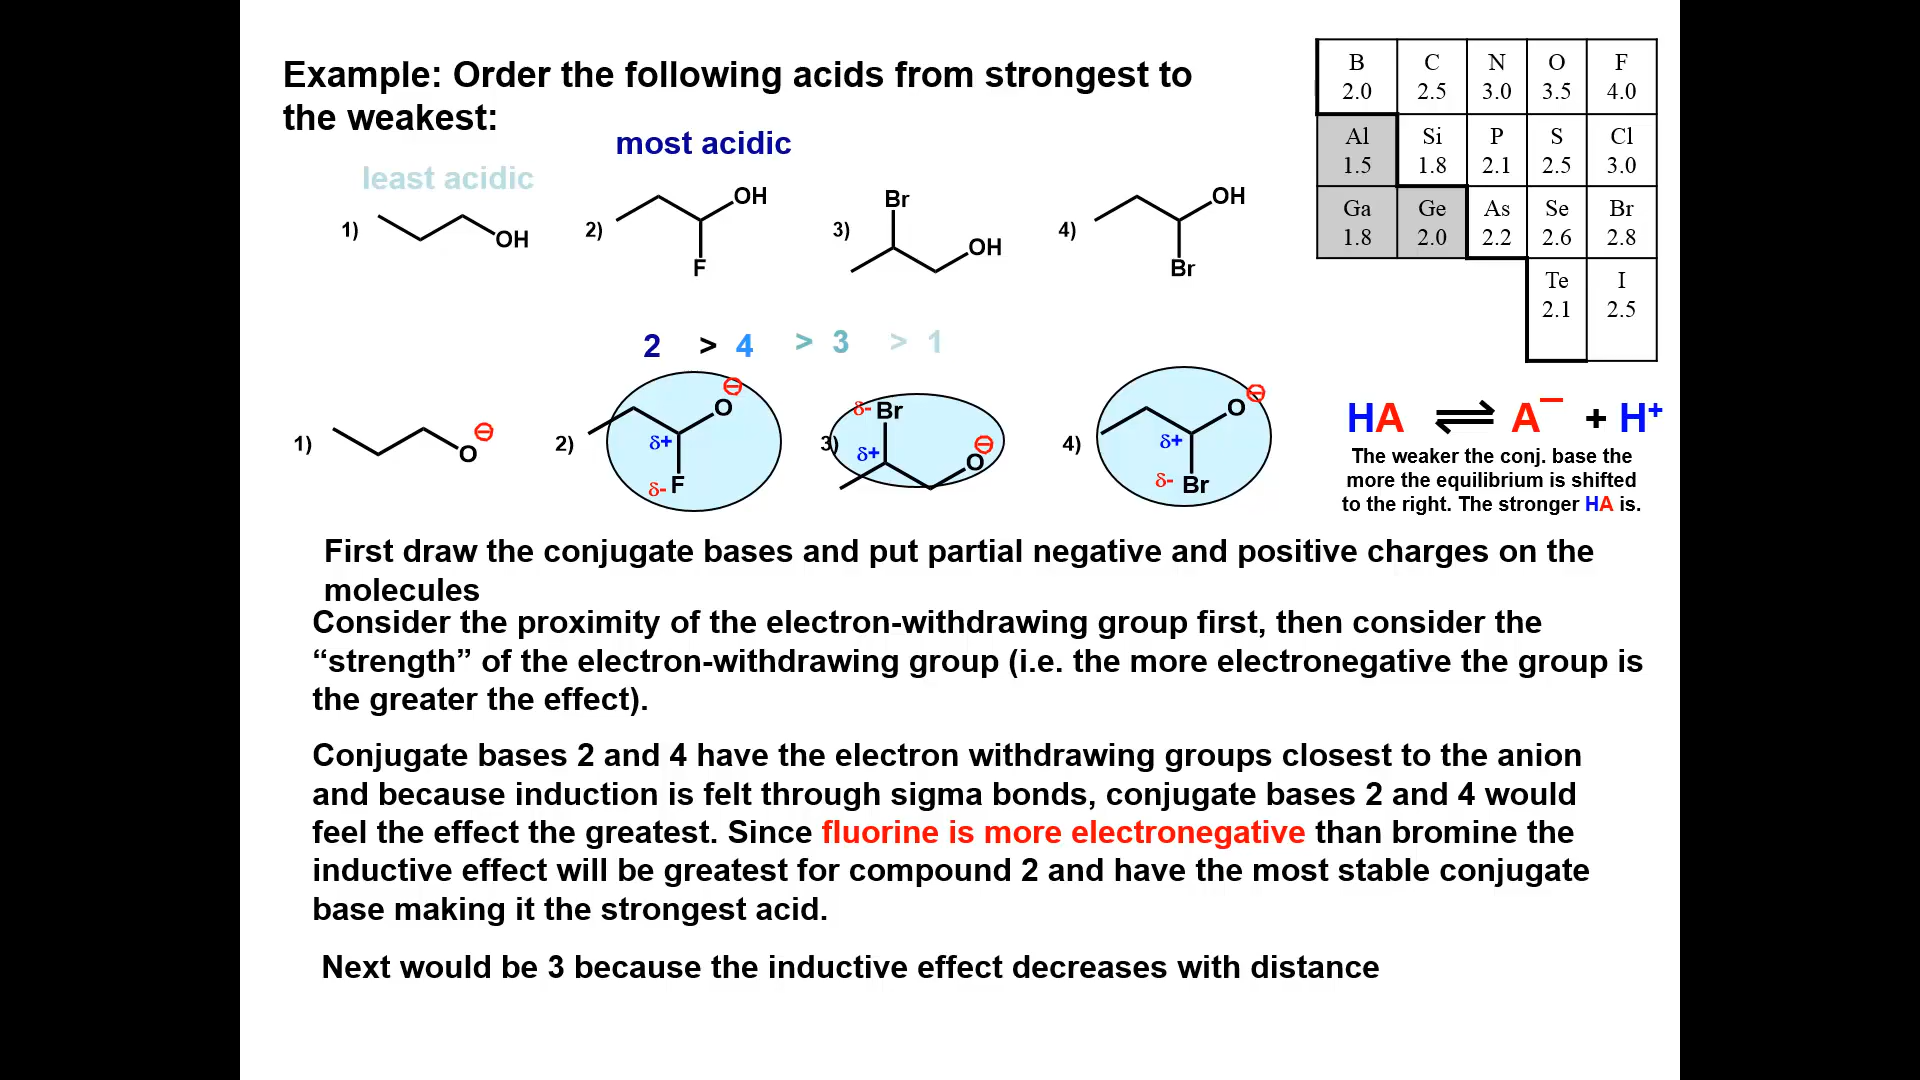 Example: Order the following acids from strongest to
the weakest:
most acidic
least acidic
1)
OH
2)
OH
F
3)
Br
OH
4)
OH
Br
B C N O F
2.0 2.5 3.0 3.5 4.0
Al Si P S Cl
1.5 1.8 2.1 2.5 3.0
Ga Ge As Se Br
1.8 2.0 2.2 2.6 2.8
Te I
2.1 2.5
2 > 4 > 3 > 1
1)
O ⊖
2)
O ⊖
δ+
δ- F
3)
δ- Br
δ+
O ⊖
4)
O ⊖
δ+
δ- Br
HA ⇌ A⁻ + H⁺
The weaker the conj. base the
more the equilibrium is shifted
to the right. The stronger HA is.
First draw the conjugate bases and put partial negative and positive charges on the
molecules
Consider the proximity of the electron-withdrawing group first, then consider the
“strength” of the electron-withdrawing group (i.e. the more electronegative the group is
the greater the effect).
Conjugate bases 2 and 4 have the electron withdrawing groups closest to the anion
and because induction is felt through sigma bonds, conjugate bases 2 and 4 would
feel the effect the greatest. Since fluorine is more electronegative than bromine the
inductive effect will be greatest for compound 2 and have the most stable conjugate
base making it the strongest acid.
Next would be 3 because the inductive effect decreases with distance